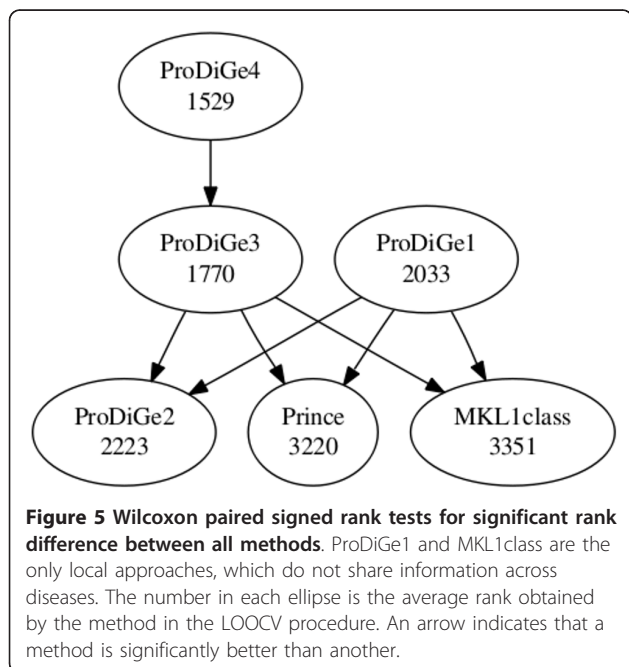 ProDiGe4
1529
ProDiGe3
1770
ProDiGe1
2033
ProDiGe2
2223
Prince
3220
MKL1class
3351
Figure 5 Wilcoxon paired signed rank tests for significant rank
difference between all methods. ProDiGe1 and MKL1class are the
only local approaches, which do not share information across
diseases. The number in each ellipse is the average rank obtained
by the method in the LOOCV procedure. An arrow indicates that a
method is significantly better than another.